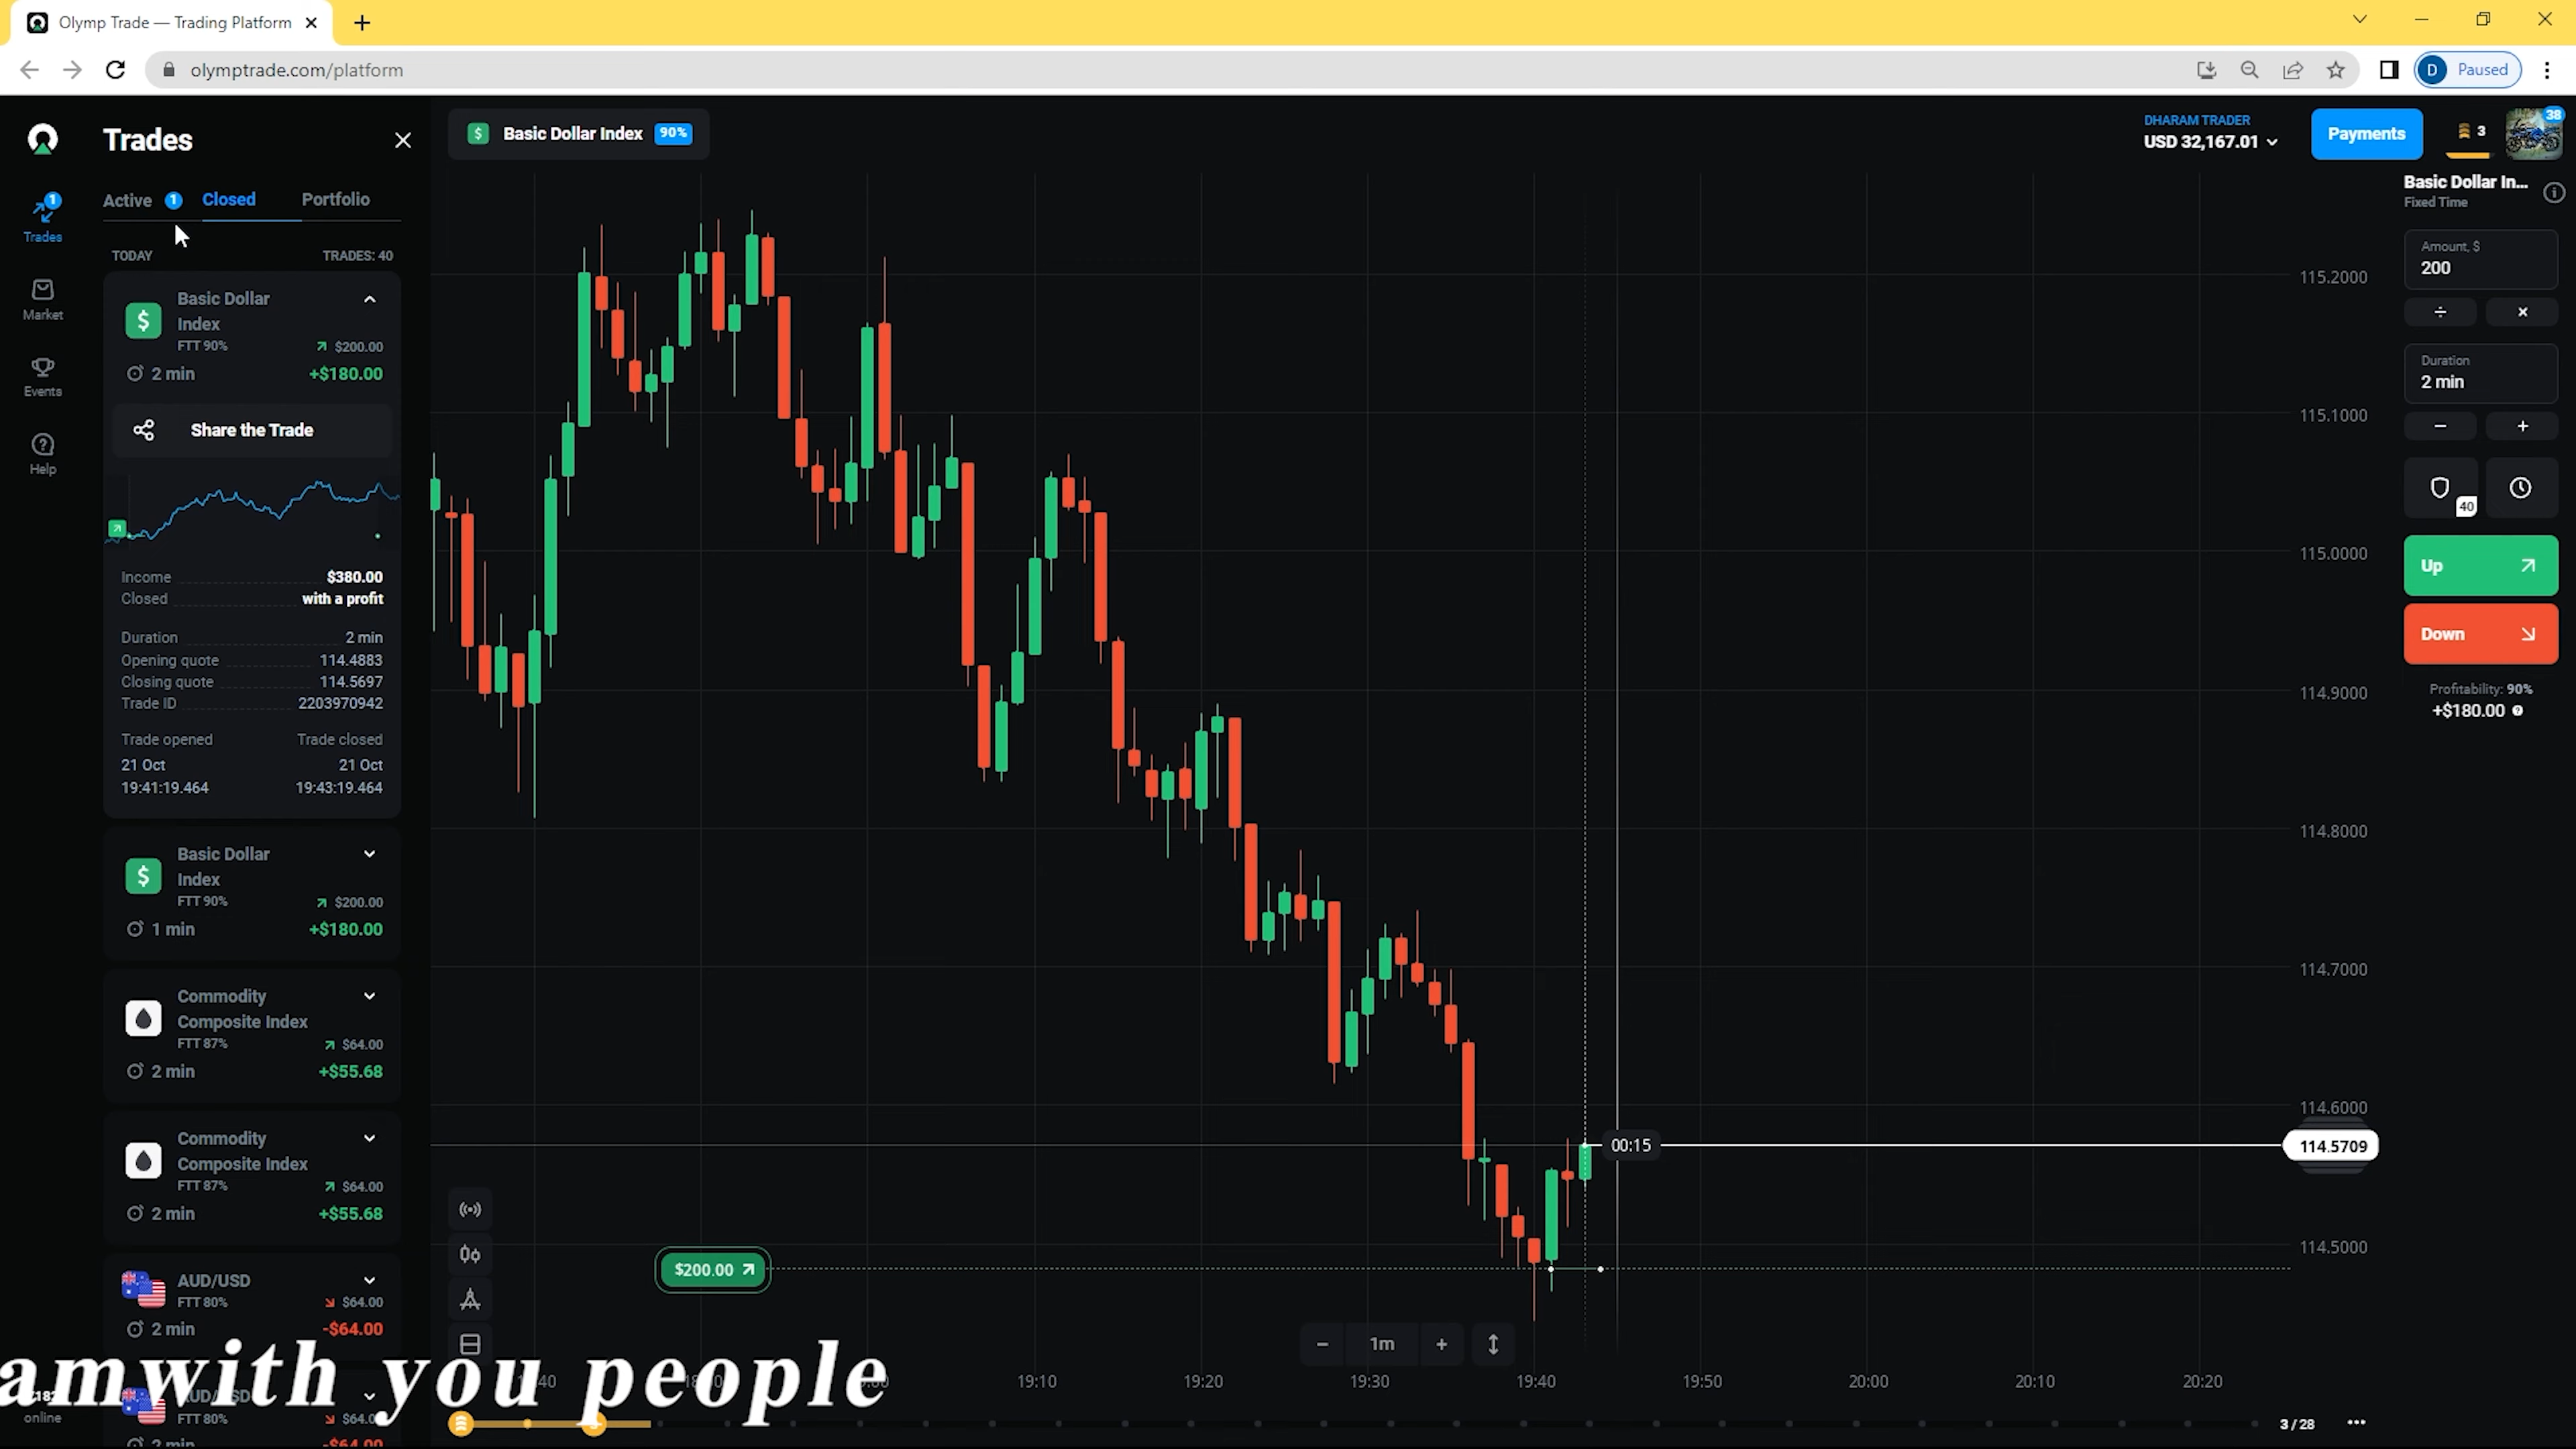 Olymp Trade — Trading Platform
olymptrade.com/platform
D Paused
Trades
Active 1 Closed Portfolio
1
Trades
Market
Events
Help
TODAY TRADES: 40
Basic Dollar
Index
FTT 90% $200.00
2 min +$180.00
Share the Trade
Income $380.00
Closed with a profit
Duration 2 min
Opening quote 114.4883
Closing quote 114.5697
Trade ID 2203970942
Trade opened Trade closed
21 Oct 21 Oct
19:41:19.464 19:43:19.464
Basic Dollar
Index
FTT 90% $200.00
1 min +$180.00
Commodity
Composite Index
FTT 87% $64.00
2 min +$55.68
Commodity
Composite Index
FTT 87% $64.00
2 min +$55.68
AUD/USD
FTT 80% $64.00
2 min -$64.00
FTT 80%
online
amwith you people
$ Basic Dollar Index 90%
DHARAM TRADER
USD 32,167.01
Payments
3
38
115.2000
115.1000
115.0000
114.9000
114.8000
114.7000
114.6000
114.5709
114.5000
00:15
$200.00
1m
19:10 19:20 19:30 19:40 19:50 20:00 20:10 20:20
3 / 28
Basic Dollar In...
Fixed Time
Amount, $
200
÷ ×
Duration
2 min
− +
40
Up
Down
Profitability: 90%
+$180.00